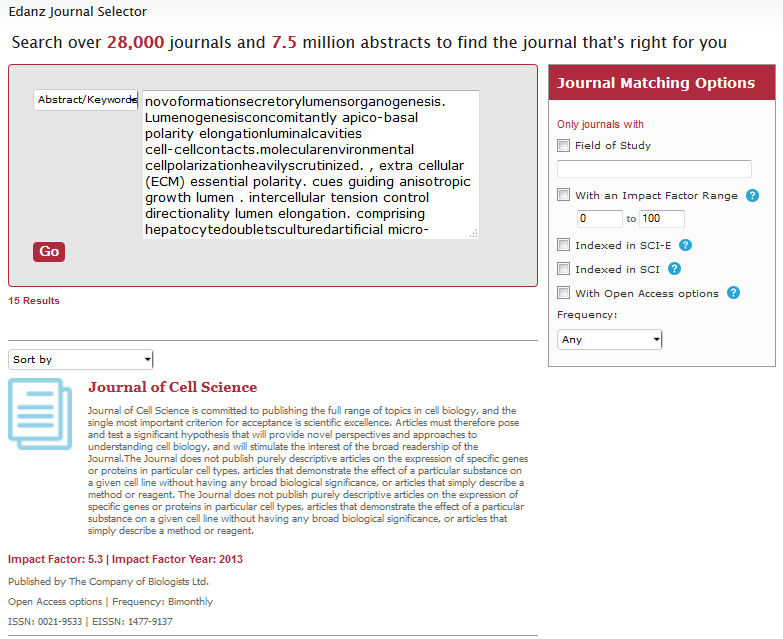 Edanz Journal Selector
Search over 28,000 journals and 7.5 million abstracts to find the journal that's right for you
Abstract/Keywords
novoformationsecretorylumensorganogenesis.
Lumenogenesisconcomitantly apico-basal
polarity elongationluminalcavities
cell-cellcontacts.molecularenvironmental
cellpolarizationheavilyscrutinized. , extra cellular
(ECM) essential polarity. cues guiding anisotropic
growth lumen . intercellular tension control
directionality lumen elongation. comprising
hepatocytedoubletsculturedartificial micro-
Go
Journal Matching Options
Only journals with
Field of Study
With an Impact Factor Range ?
0 to 100
Indexed in SCI-E ?
Indexed in SCI ?
With Open Access options ?
Frequency:
Any
15 Results
Sort by
Journal of Cell Science
Journal of Cell Science is committed to publishing the full range of topics in cell biology, and the
single most important criterion for acceptance is scientific excellence. Articles must therefore pose
and test a significant hypothesis that will provide novel perspectives and approaches to
understanding cell biology, and will stimulate the interest of the broad readership of the
Journal.The Journal does not publish purely descriptive articles on the expression of specific genes
or proteins in particular cell types, articles that demonstrate the effect of a particular substance on
a given cell line without having any broad biological significance, or articles that simply describe a
method or reagent. The Journal does not publish purely descriptive articles on the expression of
specific genes or proteins in particular cell types, articles that demonstrate the effect of a particular
substance on a given cell line without having any broad biological significance, or articles that
simply describe a method or reagent.
Impact Factor: 5.3 | Impact Factor Year: 2013
Published by The Company of Biologists Ltd.
Open Access options | Frequency: Bimonthly
ISSN: 0021-9533 | EISSN: 1477-9137